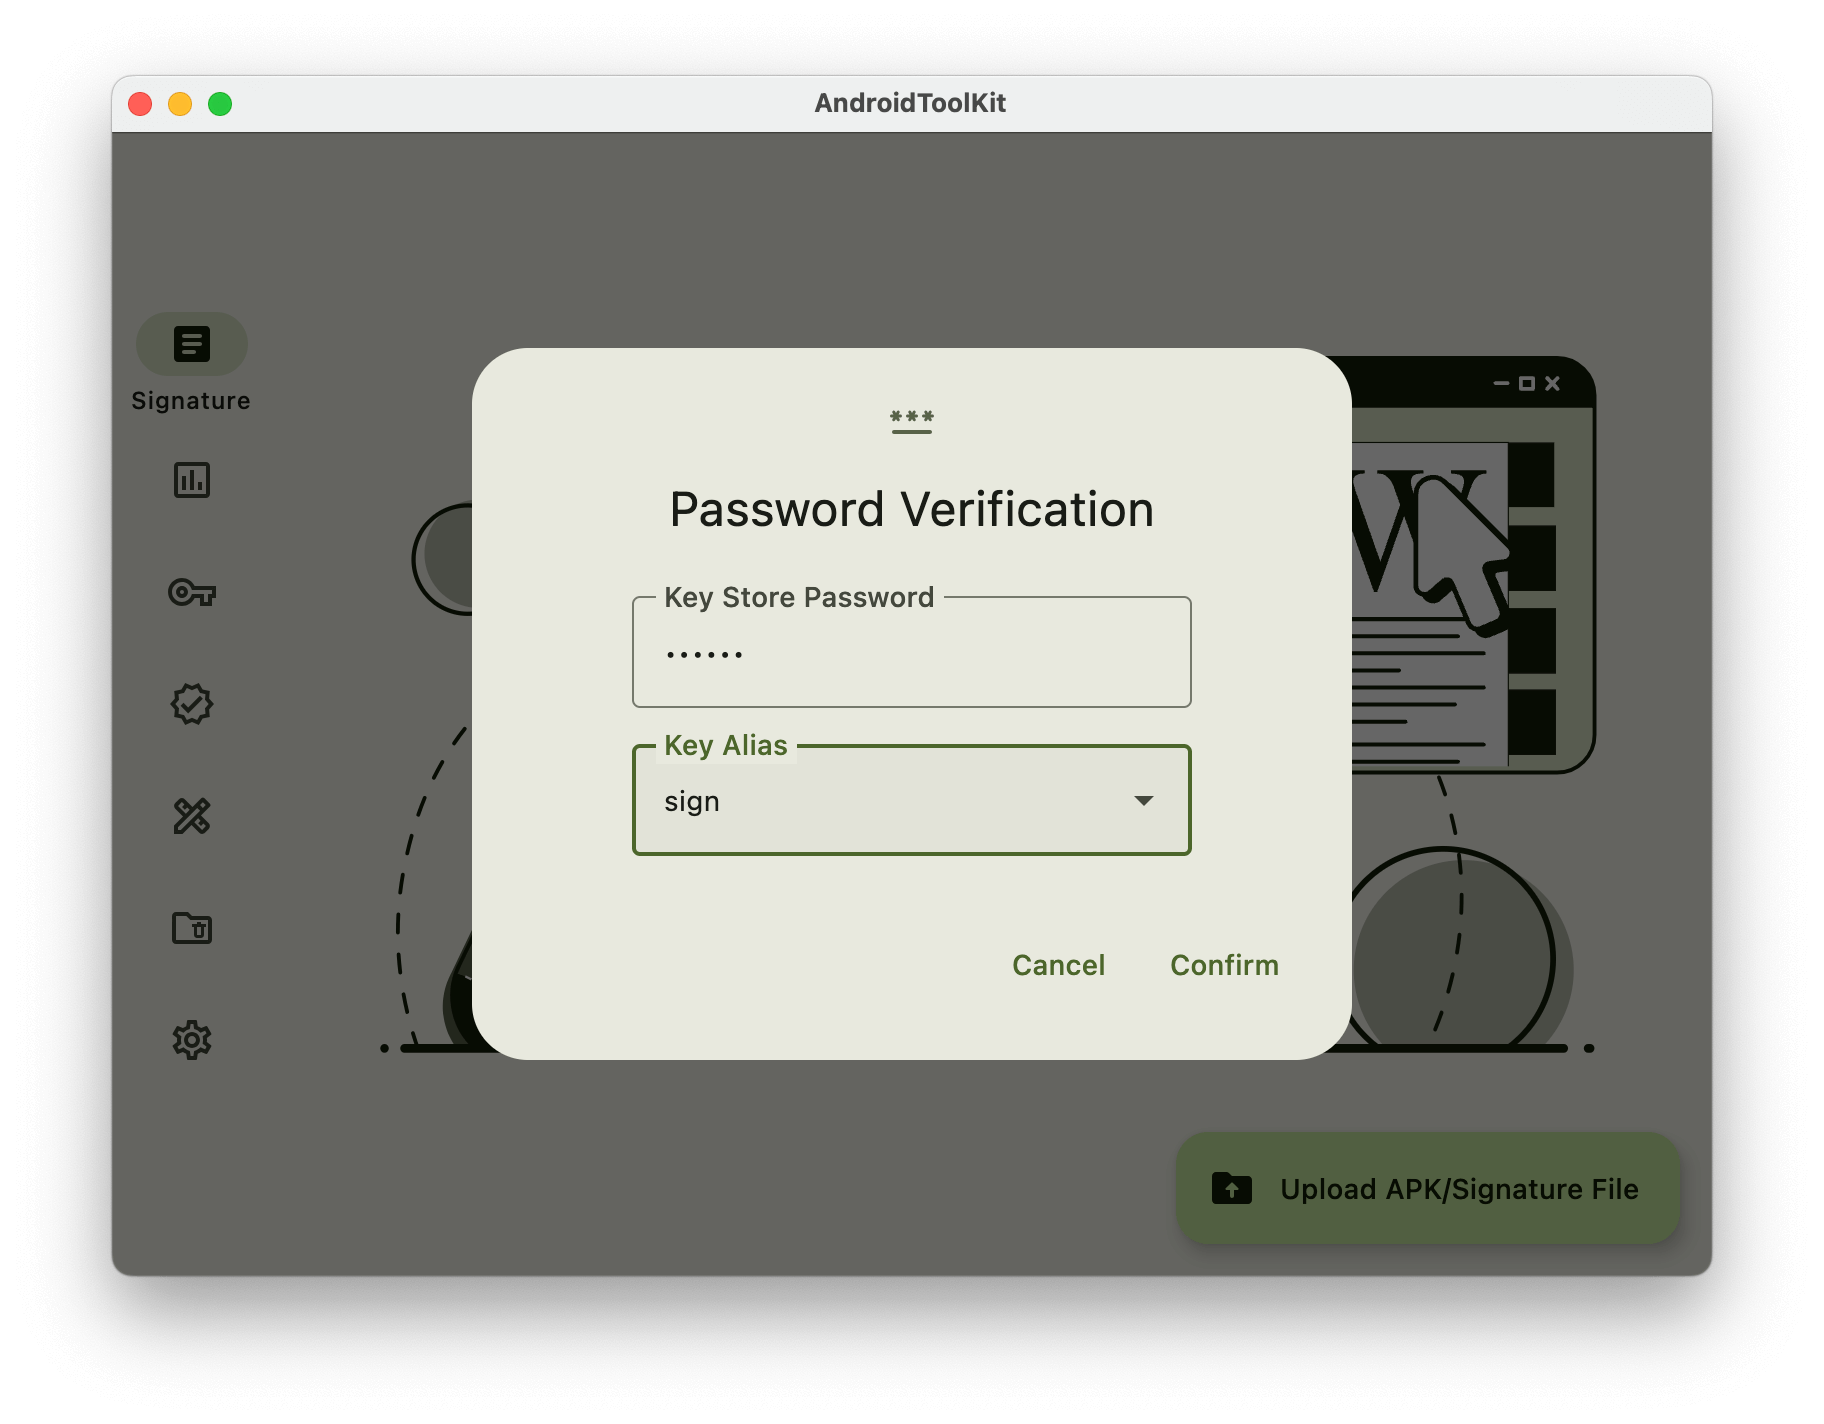 AndroidToolKit
Signature
***
Password Verification
Key Store Password
••••••
Key Alias
sign
Cancel
Confirm
W
Upload APK/Signature File